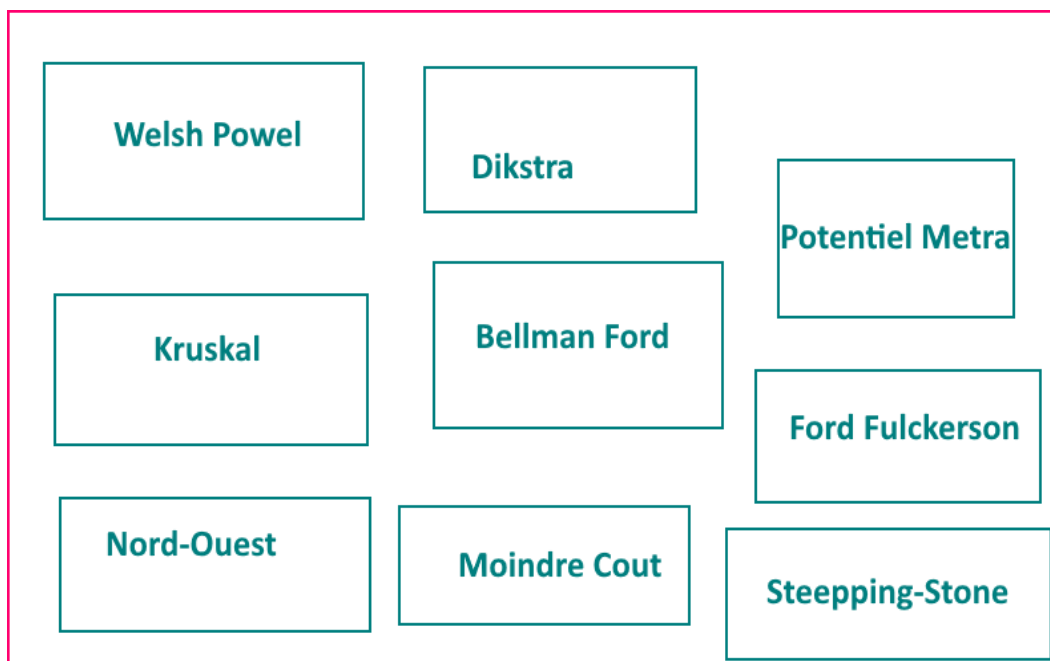 Welsh Powel
Dikstra
Potentiel Metra
Kruskal
Bellman Ford
Ford Fulckerson
Nord-Ouest
Moindre Cout
Steepping-Stone